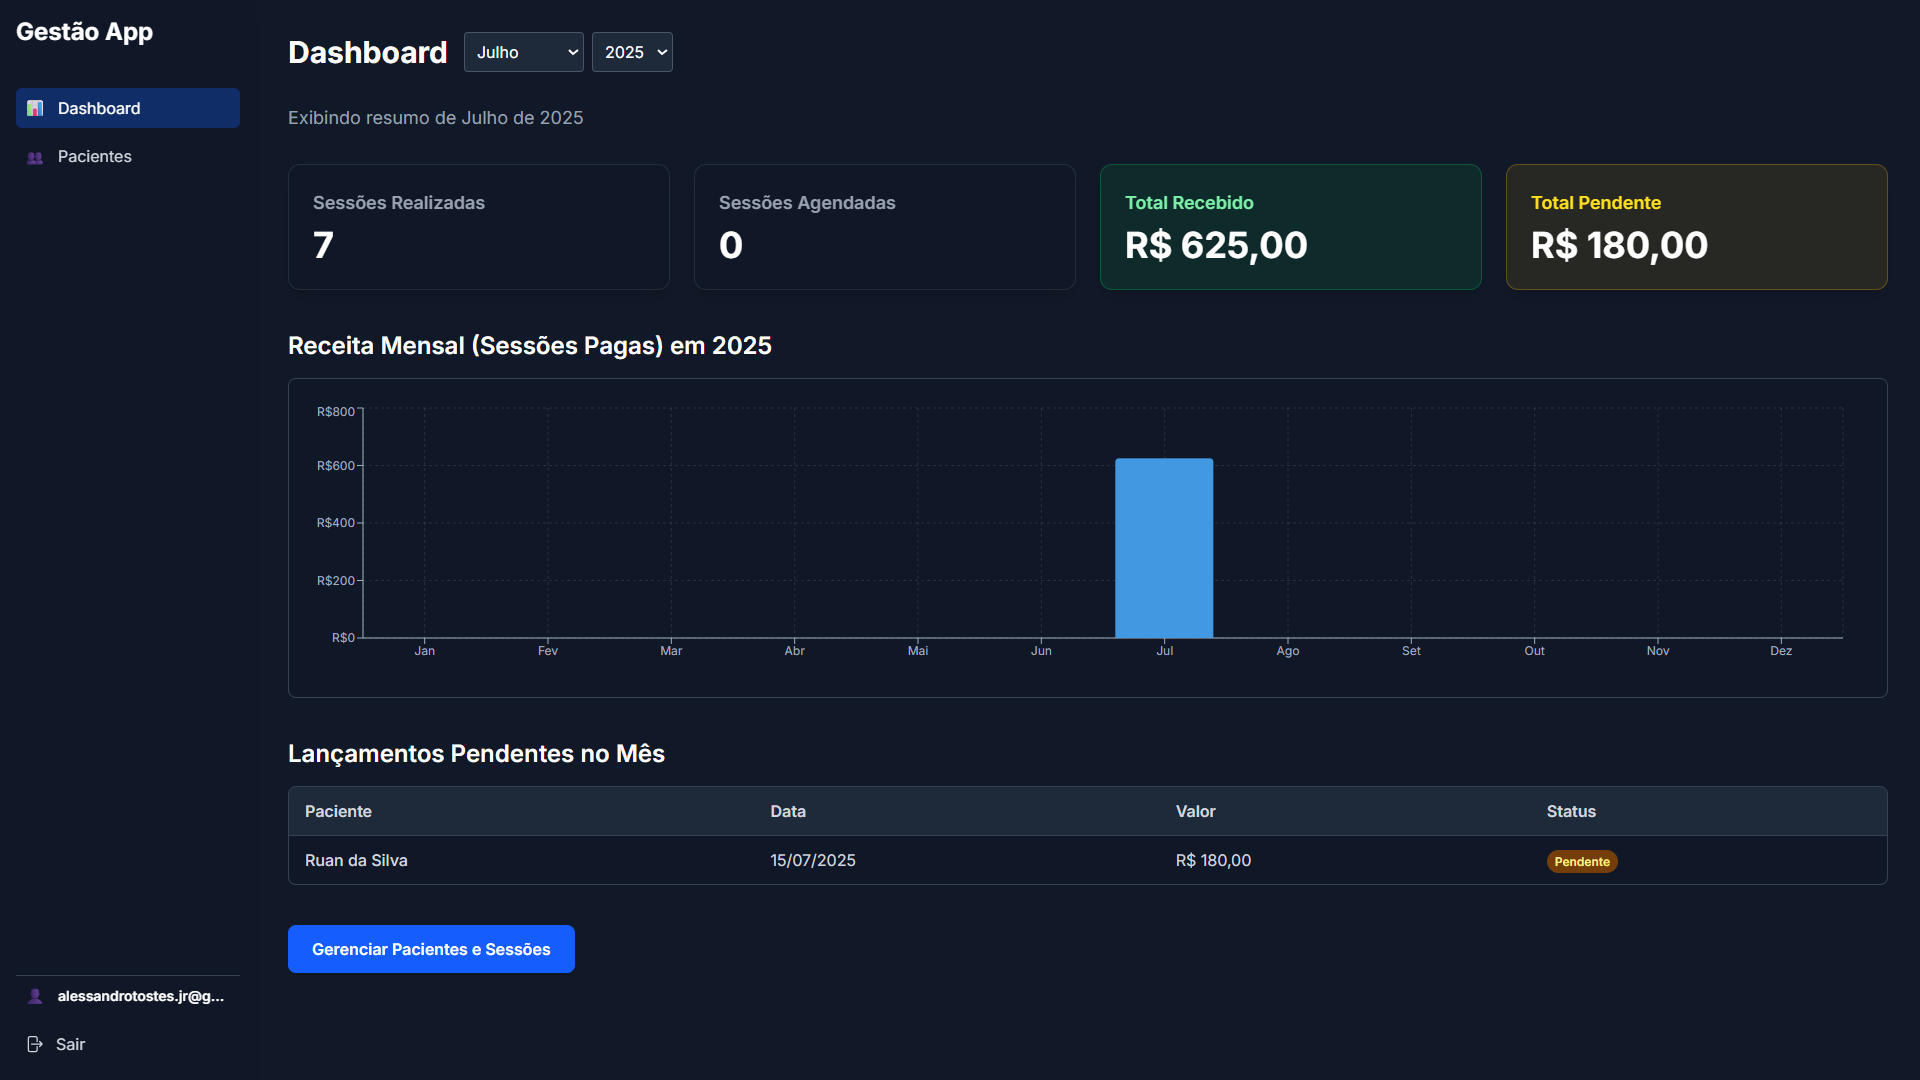 Gestão App
Dashboard
Pacientes
alessandrotostes.jr@g...
Sair
Dashboard
Julho
2025
Exibindo resumo de Julho de 2025
Sessões Realizadas
7
Sessões Agendadas
0
Total Recebido
R$ 625,00
Total Pendente
R$ 180,00
Receita Mensal (Sessões Pagas) em 2025
R$800
R$600
R$400
R$200
R$0
Jan Fev Mar Abr Mai Jun Jul Ago Set Out Nov Dez
Lançamentos Pendentes no Mês
Paciente Data Valor Status
Ruan da Silva 15/07/2025 R$ 180,00 Pendente
Gerenciar Pacientes e Sessões